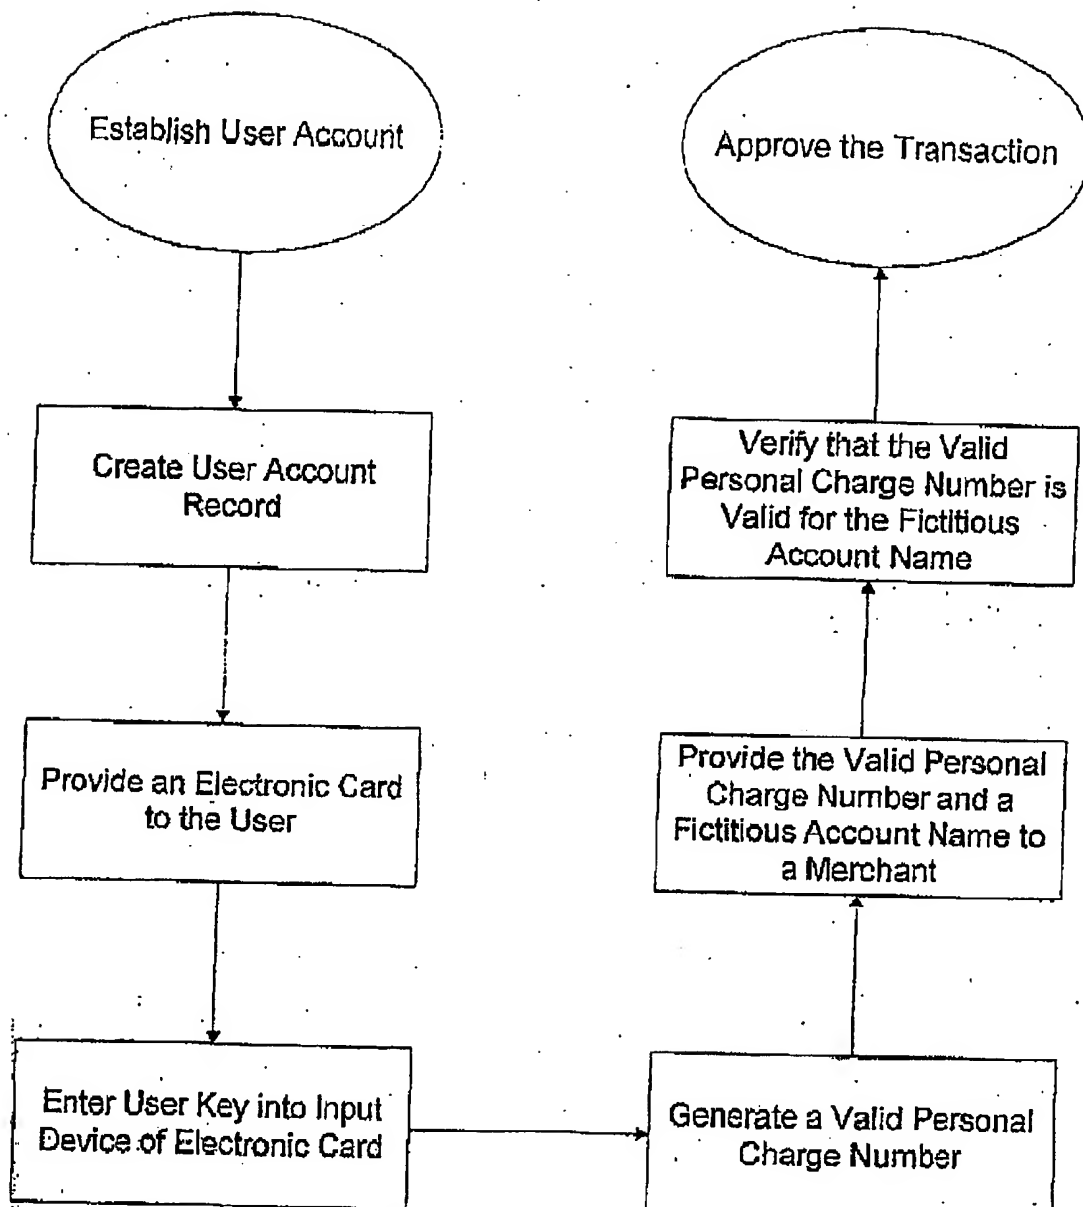 Establish User Account
Create User Account
Record
Provide an Electronic Card
to the User
Enter User Key into Input
Device of Electronic Card
Generate a Valid Personal
Charge Number
Provide the Valid Personal
Charge Number and a
Fictitious Account Name to
a Merchant
Verify that the Valid
Personal Charge Number is
Valid for the Fictitious
Account Name
Approve the Transaction